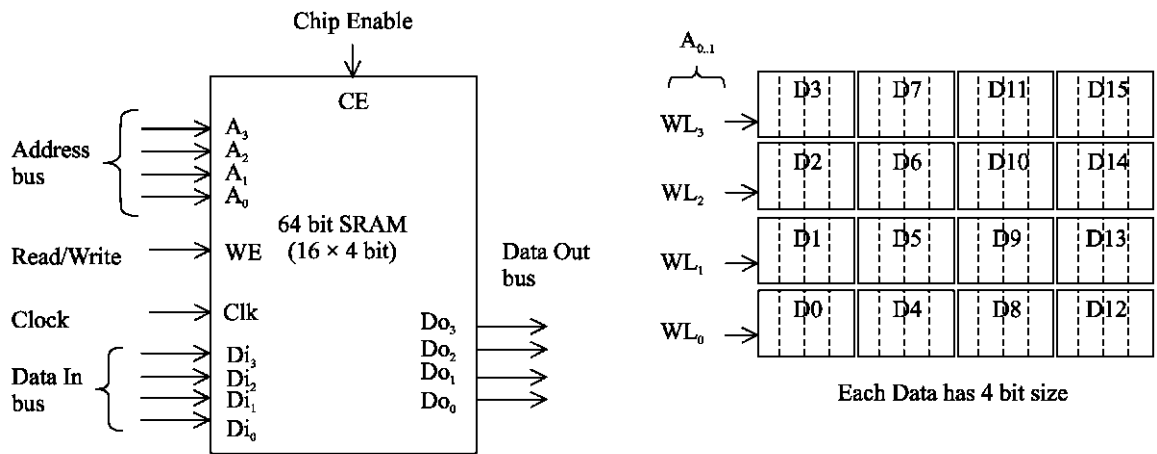 Chip Enable
CE
Address
bus
A₃
A₂
A₁
A₀
64 bit SRAM
(16 × 4 bit)
Read/Write
WE
Clock
Clk
Data In
bus
Di₃
Di₂
Di₁
Di₀
Data Out
bus
Do₃
Do₂
Do₁
Do₀
A₀..₁
WL₃
D3 D7 D11 D15
WL₂
D2 D6 D10 D14
WL₁
D1 D5 D9 D13
WL₀
D0 D4 D8 D12
Each Data has 4 bit size